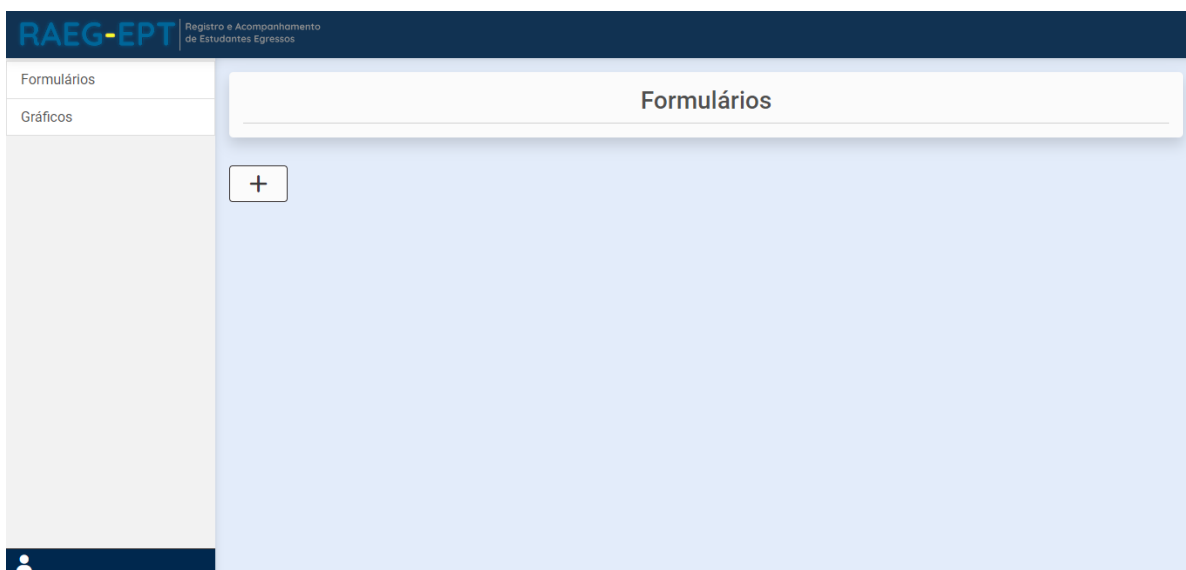 RAEG-EPT
Registro e Acompanhamento
de Estudantes Egressos
Formulários
Gráficos
Formulários
+